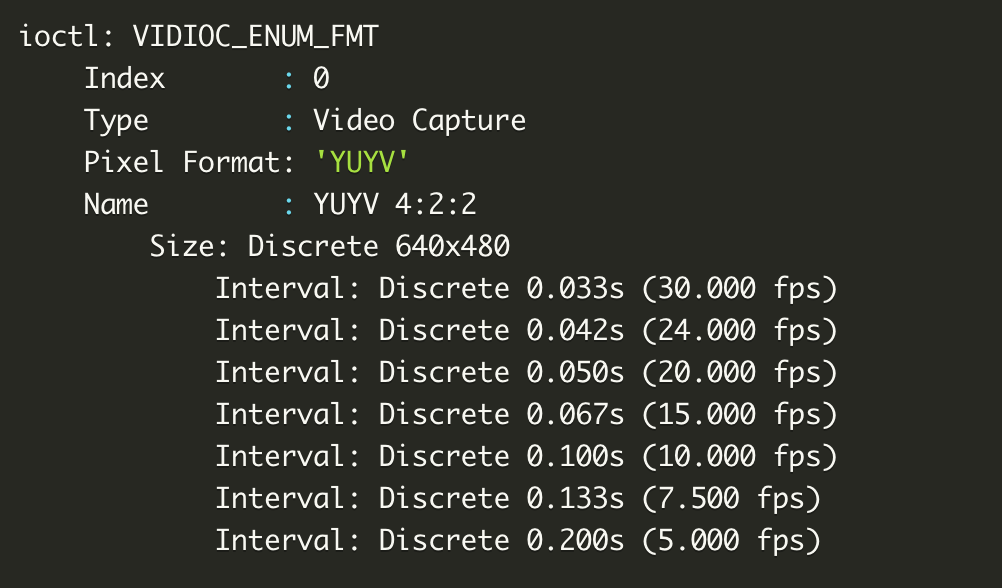 ioctl: VIDIOC_ENUM_FMT
    Index       : 0
    Type        : Video Capture
    Pixel Format: 'YUYV'
    Name        : YUYV 4:2:2
        Size: Discrete 640x480
            Interval: Discrete 0.033s (30.000 fps)
            Interval: Discrete 0.042s (24.000 fps)
            Interval: Discrete 0.050s (20.000 fps)
            Interval: Discrete 0.067s (15.000 fps)
            Interval: Discrete 0.100s (10.000 fps)
            Interval: Discrete 0.133s (7.500 fps)
            Interval: Discrete 0.200s (5.000 fps)